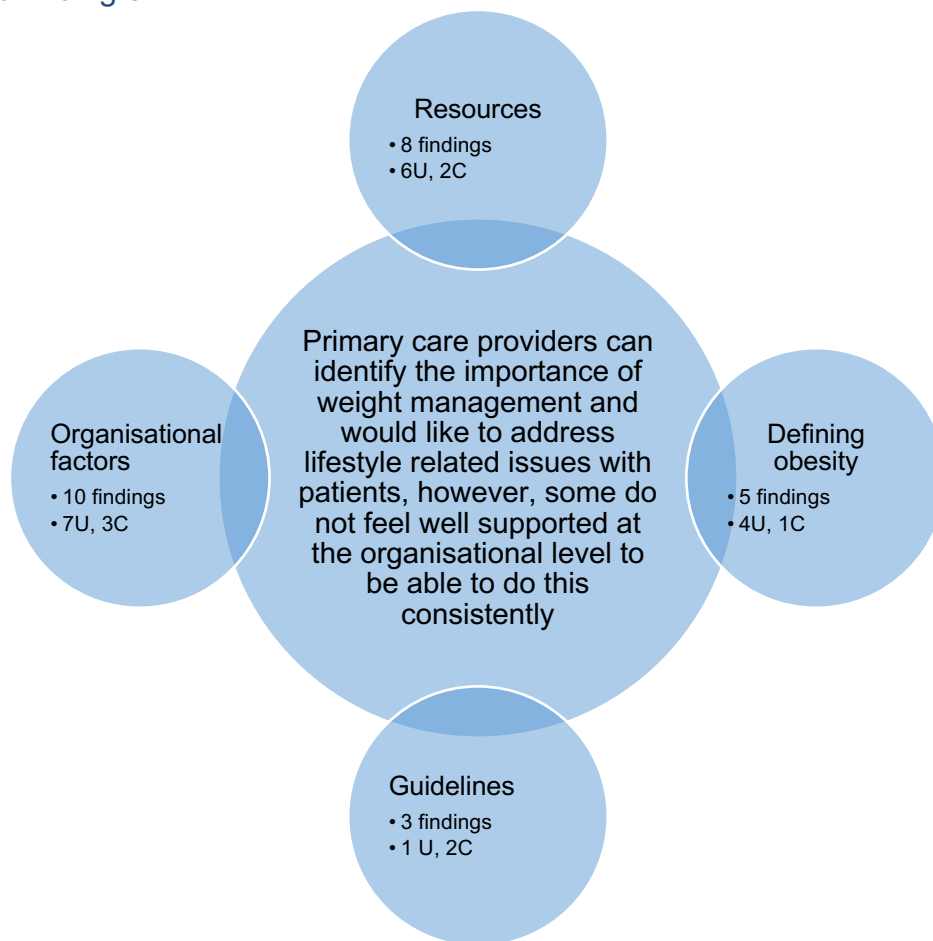 Resources
• 8 findings
• 6U, 2C
Organisational
factors
• 10 findings
• 7U, 3C
Primary care providers can
identify the importance of
weight management and
would like to address
lifestyle related issues with
patients, however, some do
not feel well supported at
the organisational level to
be able to do this
consistently
Defining
obesity
• 5 findings
• 4U, 1C
Guidelines
• 3 findings
• 1 U, 2C